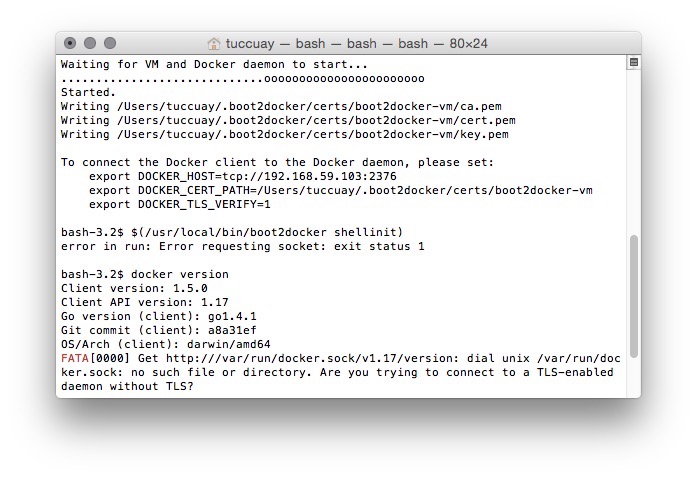 tuccuay — bash — bash — bash — 80×24
Waiting for VM and Docker daemon to start...
.............................ooooooooooooooooooooooo
Started.
Writing /Users/tuccuay/.boot2docker/certs/boot2docker-vm/ca.pem
Writing /Users/tuccuay/.boot2docker/certs/boot2docker-vm/cert.pem
Writing /Users/tuccuay/.boot2docker/certs/boot2docker-vm/key.pem
To connect the Docker client to the Docker daemon, please set:
    export DOCKER_HOST=tcp://192.168.59.103:2376
    export DOCKER_CERT_PATH=/Users/tuccuay/.boot2docker/certs/boot2docker-vm
    export DOCKER_TLS_VERIFY=1
bash-3.2$ $(/usr/local/bin/boot2docker shellinit)
error in run: Error requesting socket: exit status 1
bash-3.2$ docker version
Client version: 1.5.0
Client API version: 1.17
Go version (client): go1.4.1
Git commit (client): a8a31ef
OS/Arch (client): darwin/amd64
FATA[0000] Get http:///var/run/docker.sock/v1.17/version: dial unix /var/run/doc
ker.sock: no such file or directory. Are you trying to connect to a TLS-enabled
daemon without TLS?